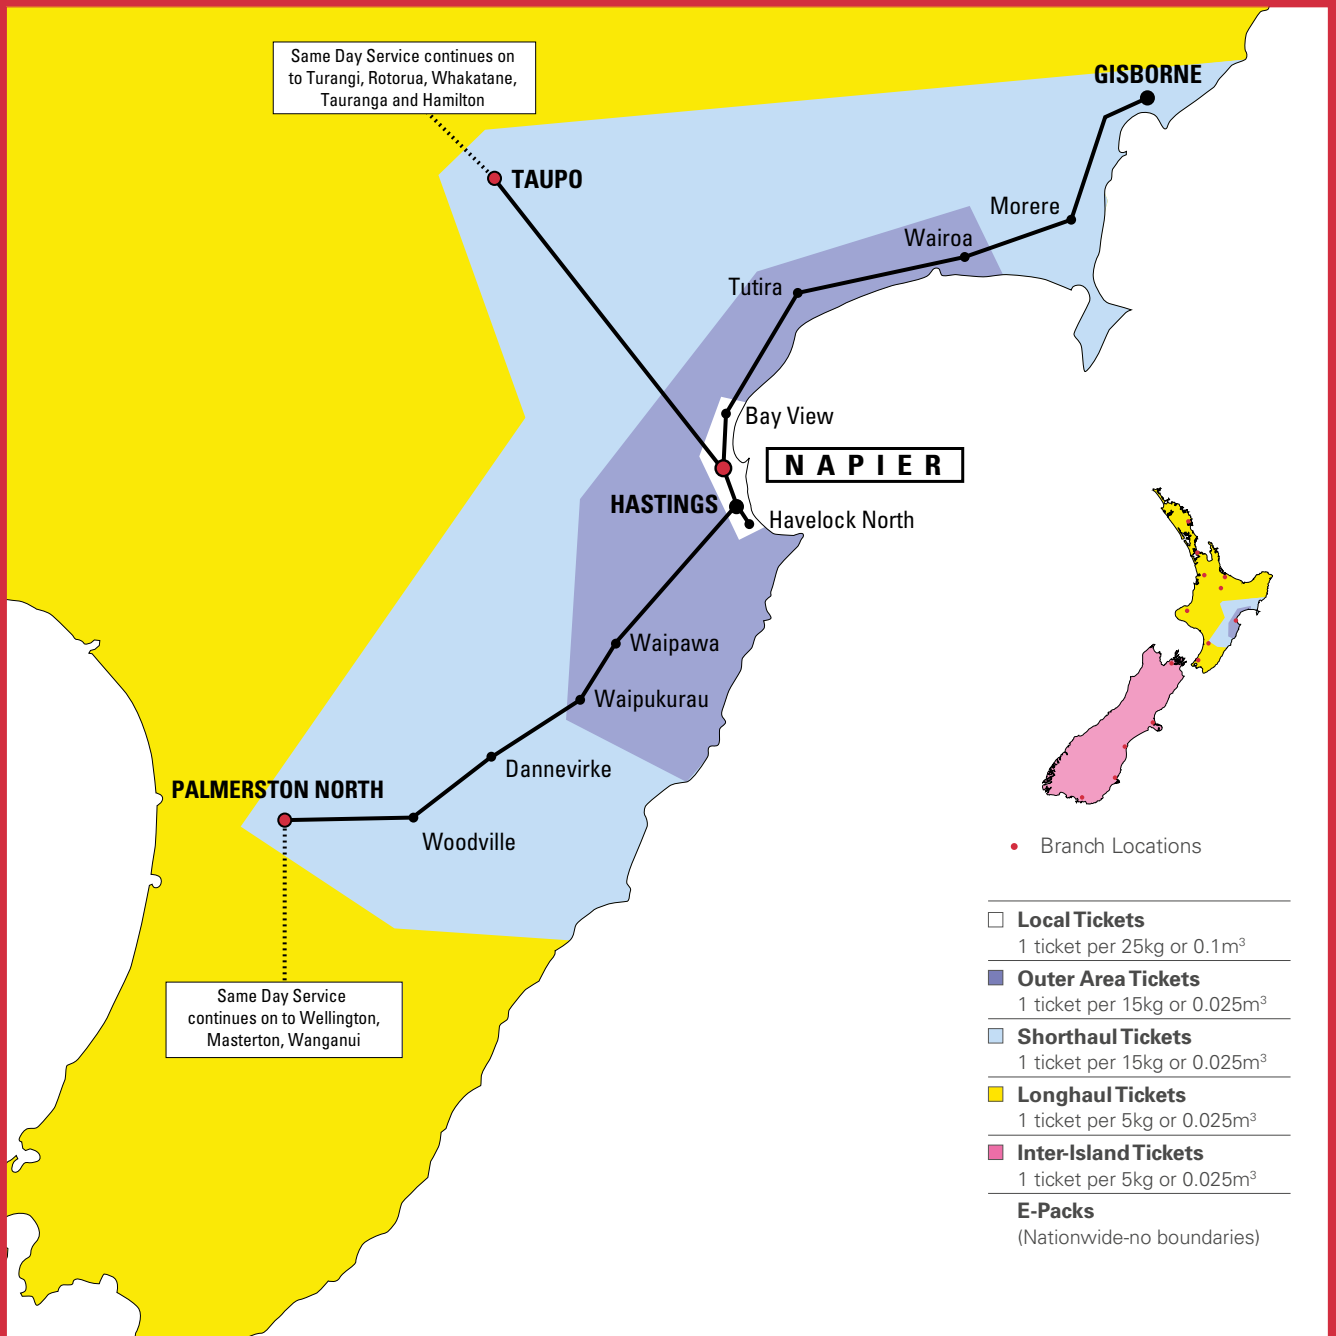 Same Day Service continues on
to Turangi, Rotorua, Whakatane,
Tauranga and Hamilton
GISBORNE
TAUPO
Morere
Wairoa
Tutira
Bay View
NAPIER
HASTINGS
Havelock North
Waipawa
Waipukurau
Dannevirke
PALMERSTON NORTH
Woodville
Same Day Service
continues on to Wellington,
Masterton, Wanganui
Branch Locations
Local Tickets
1 ticket per 25kg or 0.1m³
Outer Area Tickets
1 ticket per 15kg or 0.025m³
Shorthaul Tickets
1 ticket per 15kg or 0.025m³
Longhaul Tickets
1 ticket per 5kg or 0.025m³
Inter-Island Tickets
1 ticket per 5kg or 0.025m³
E-Packs
(Nationwide-no boundaries)